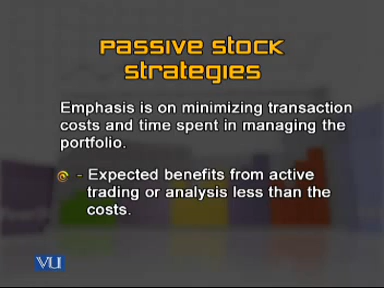 Passive Stock
Strategies
Emphasis is on minimizing transaction
costs and time spent in managing the
portfolio.
- Expected benefits from active
trading or analysis less than the
costs.
VU